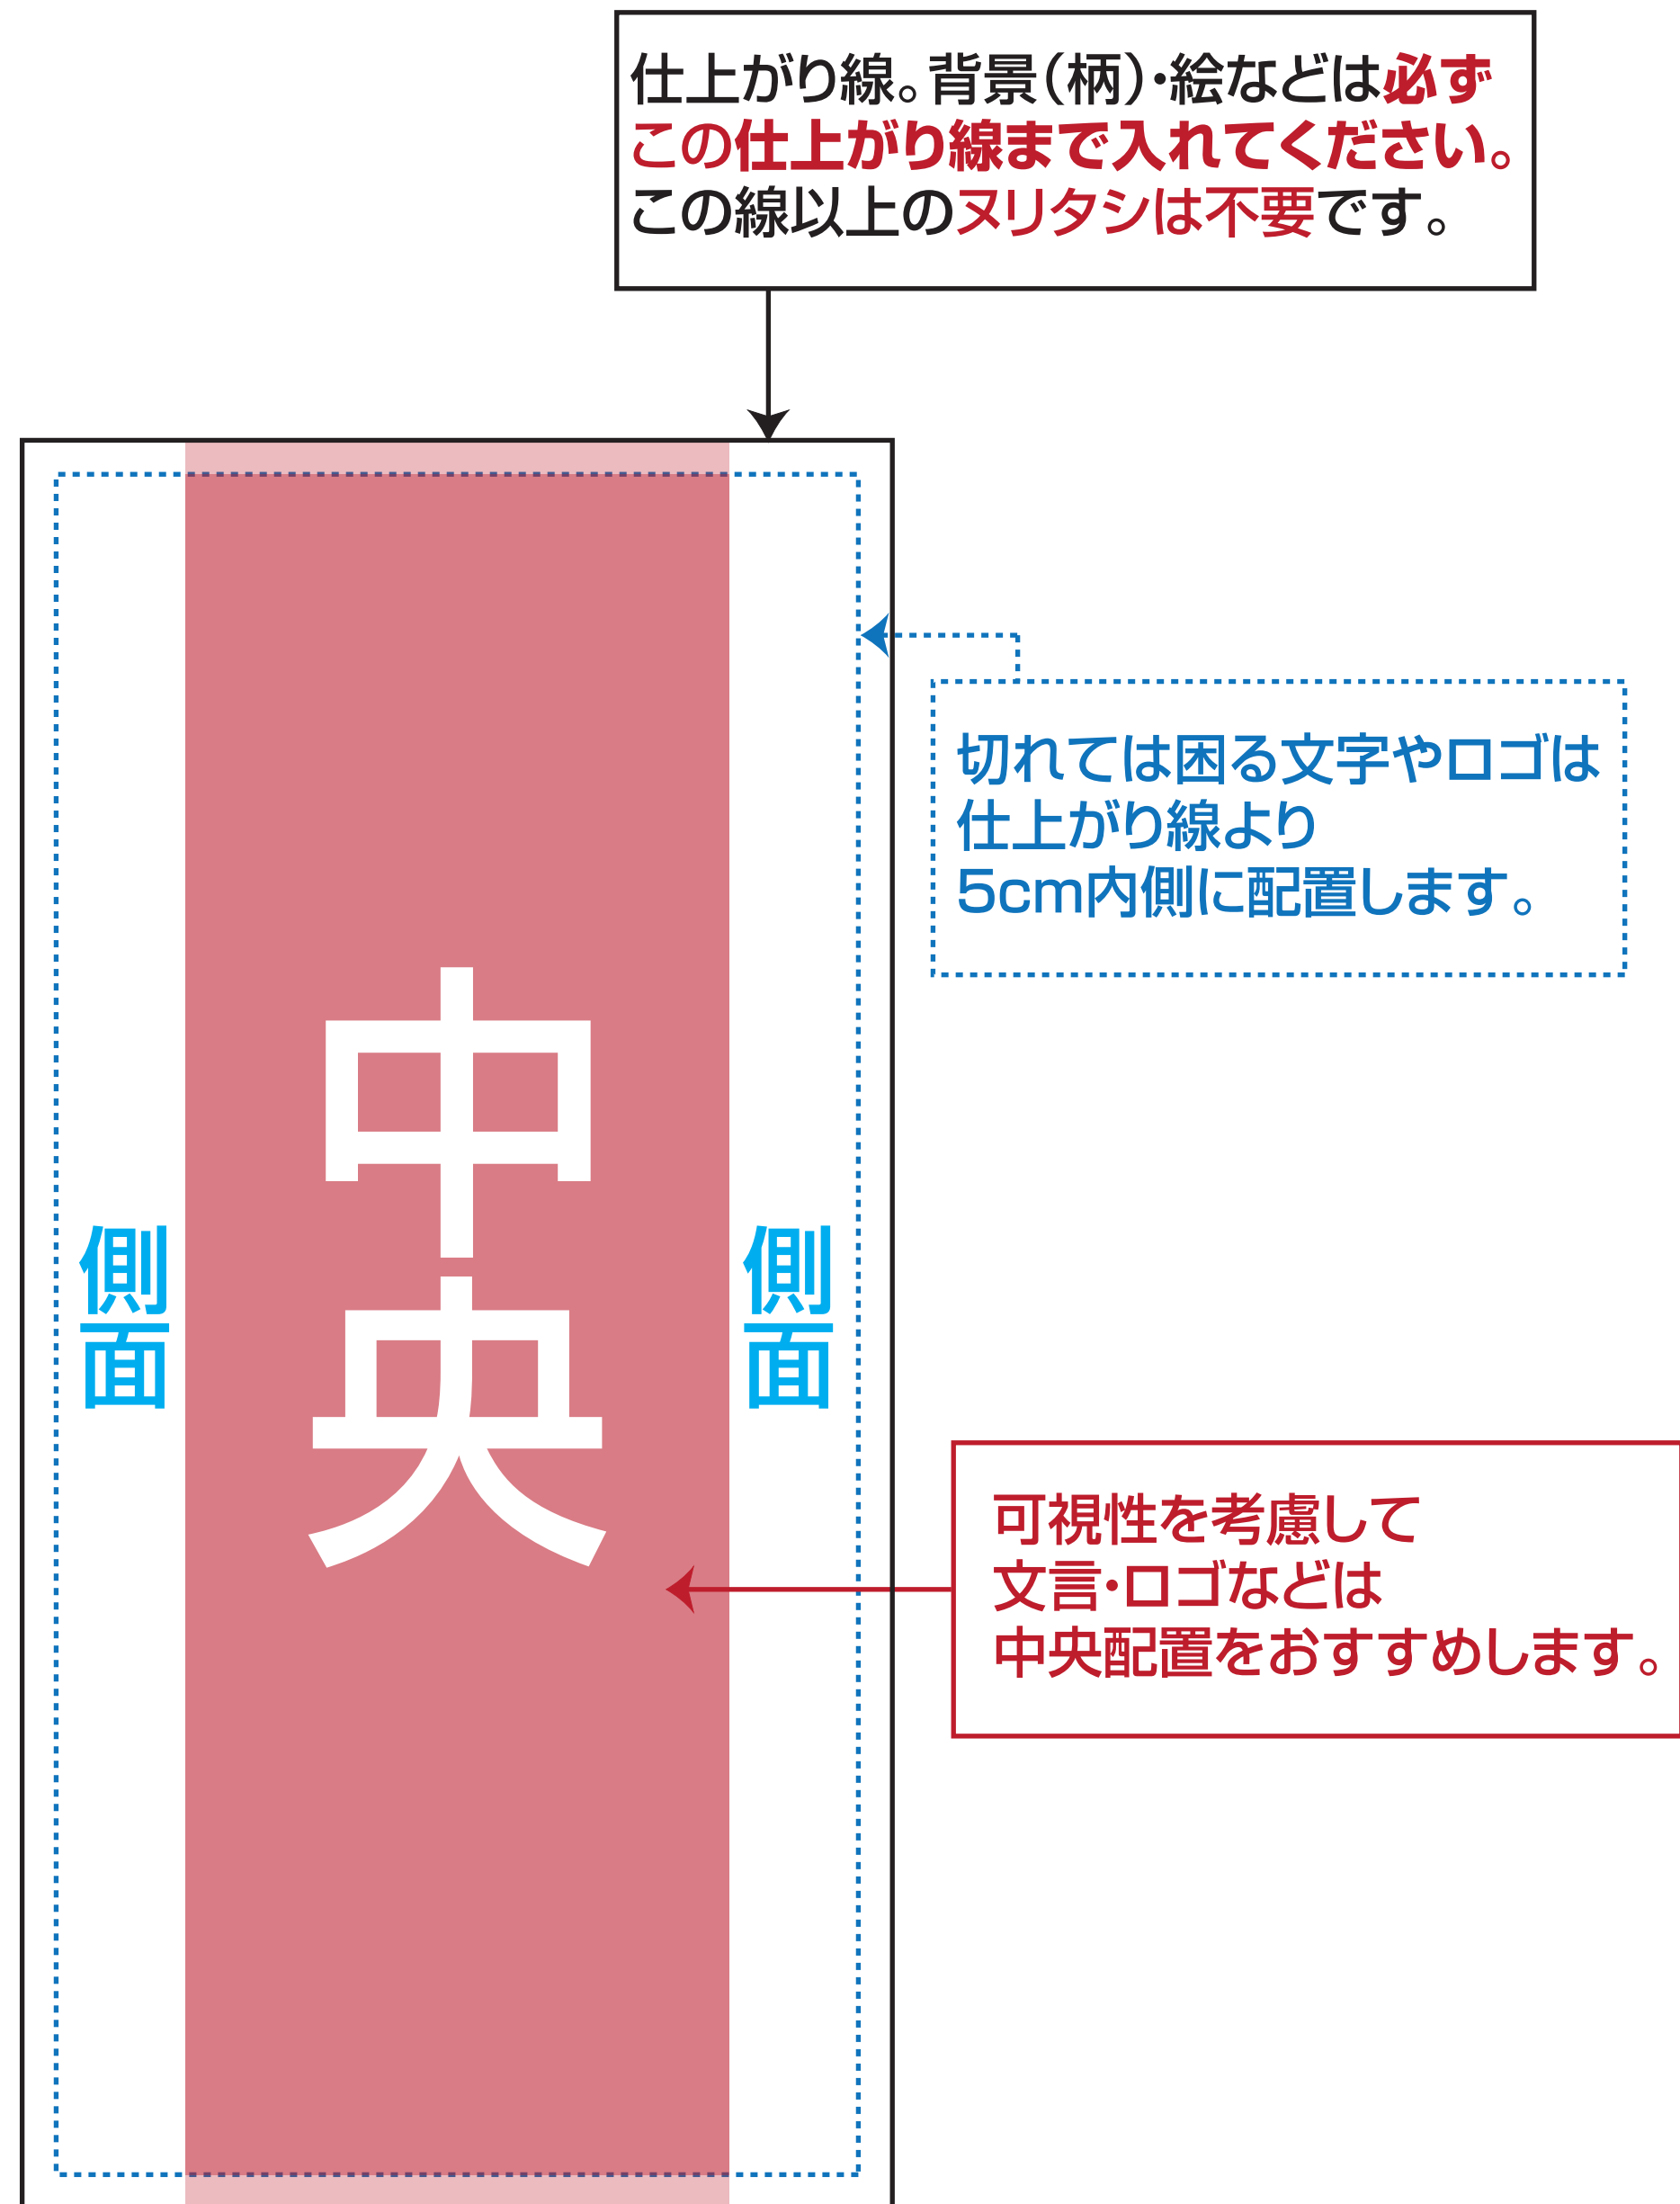 仕上がり線。背景(柄)・絵などは必ず
この仕上がり線まで入れてください。
この線以上のヌリタシは不要です。
切れては困る文字やロゴは
仕上がり線より
5cm内側に配置します。
中央
側面
側面
可視性を考慮して
文言・ロゴなどは
中央配置をおすすめします。